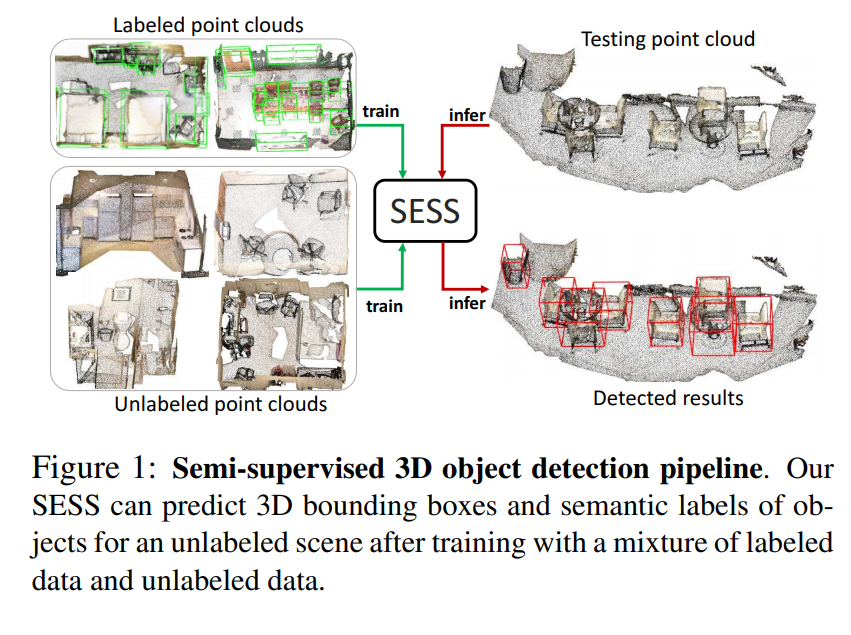 Labeled point clouds
Testing point cloud
train
infer
SESS
train
infer
Unlabeled point clouds
Detected results
Figure 1: Semi-supervised 3D object detection pipeline. Our
SESS can predict 3D bounding boxes and semantic labels of ob-
jects for an unlabeled scene after training with a mixture of labeled
data and unlabeled data.